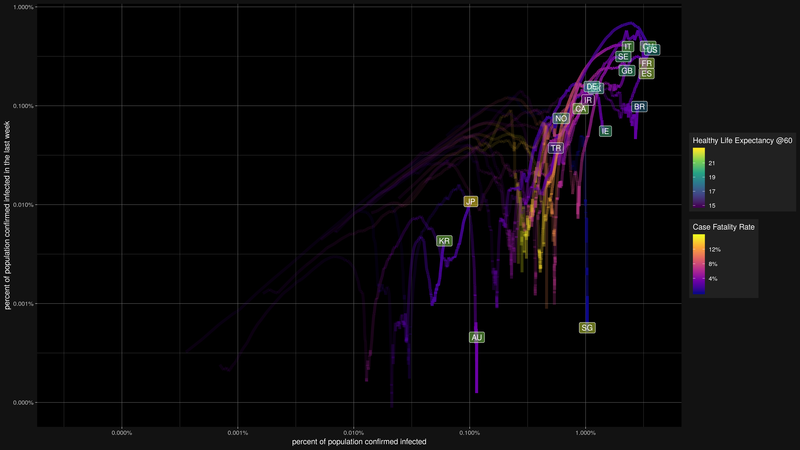 1.000%
0.100%
0.010%
0.001%
0.000%
percent of population confirmed infected in the last week
IT
US
SE
FR
GB
ES
BR
IR
CA
NO
IE
TR
JP
KR
SG
AU
0.000%
0.001%
0.010%
0.100%
1.000%
percent of population confirmed infected
Healthy Life Expectancy @60
21
19
17
15
Case Fatality Rate
12%
8%
4%